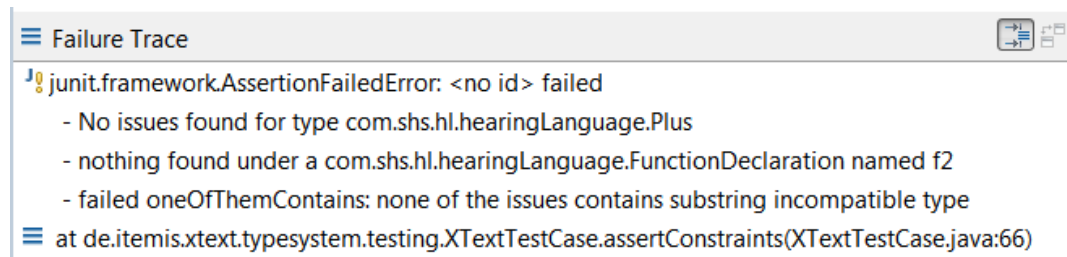 Failure Trace
junit.framework.AssertionFailedError: <no id> failed
- No issues found for type com.shs.hl.hearingLanguage.Plus
- nothing found under a com.shs.hl.hearingLanguage.FunctionDeclaration named f2
- failed oneOfThemContains: none of the issues contains substring incompatible type
at de.itemis.xtext.typesystem.testing.XTextTestCase.assertConstraints(XTextTestCase.java:66)